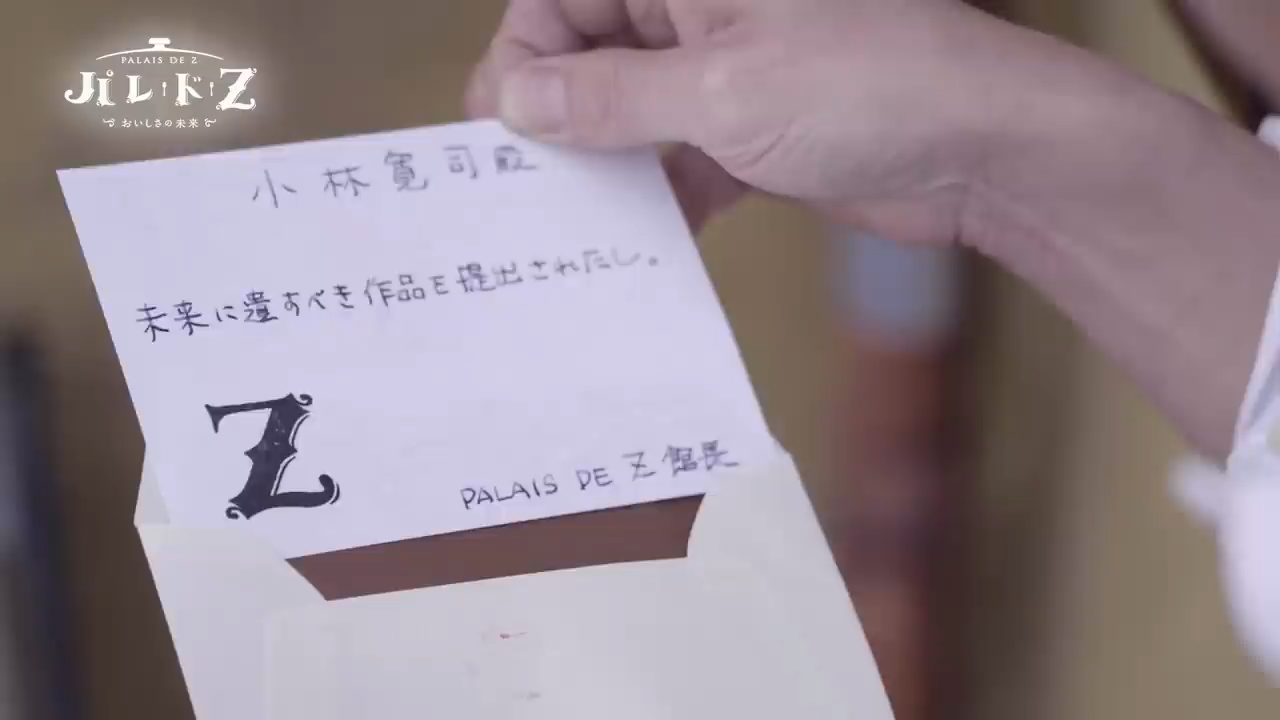 PALAIS DE Z
パレ・ド・Z
おいしさの未来
小林寛司殿
未来に遺すべき作品を提出されたし。
Z
PALAIS DE Z 館長